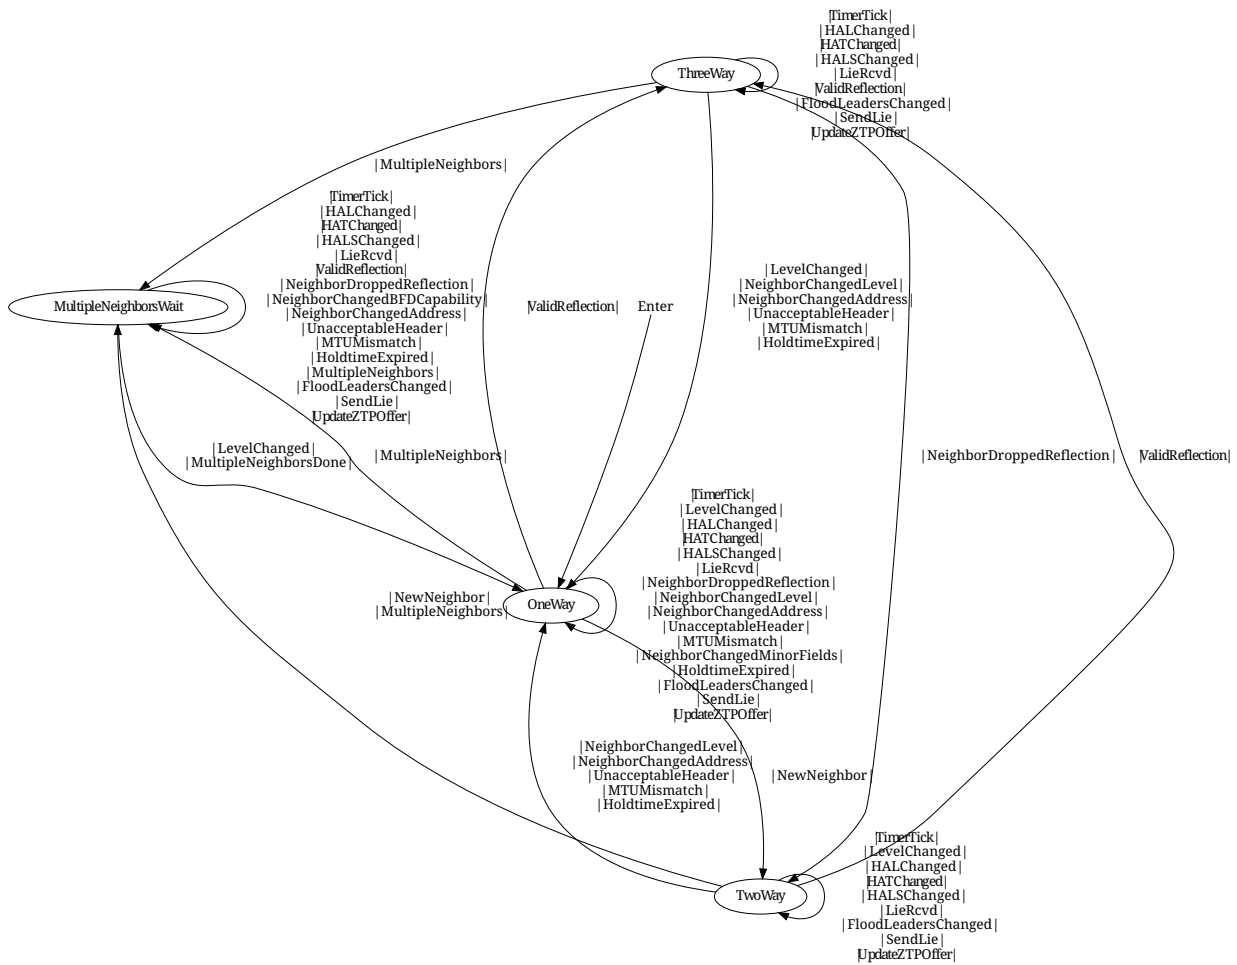 |TimerTick|
|HALChanged|
|HATChanged|
|HALSChanged|
|LieRcvd|
|ValidReflection|
|FloodLeadersChanged|
|SendLie|
|UpdateZTPOffer|
ThreeWay
|MultipleNeighbors|
|TimerTick|
|HALChanged|
|HATChanged|
|HALSChanged|
|LieRcvd|
|ValidReflection|
|NeighborDroppedReflection|
|NeighborChangedBFDCapability|
|NeighborChangedAddress|
|UnacceptableHeader|
|MTUMismatch|
|HoldtimeExpired|
|MultipleNeighbors|
|FloodLeadersChanged|
|SendLie|
|UpdateZTPOffer|
MultipleNeighborsWait
|ValidReflection|
Enter
|LevelChanged|
|NeighborChangedLevel|
|NeighborChangedAddress|
|UnacceptableHeader|
|MTUMismatch|
|HoldtimeExpired|
|LevelChanged|
|MultipleNeighborsDone|
|MultipleNeighbors|
|NeighborDroppedReflection|
|ValidReflection|
|TimerTick|
|LevelChanged|
|HALChanged|
|HATChanged|
|HALSChanged|
|LieRcvd|
|NeighborDroppedReflection|
|NeighborChangedLevel|
|NeighborChangedAddress|
|UnacceptableHeader|
|MTUMismatch|
|NeighborChangedMinorFields|
|HoldtimeExpired|
|FloodLeadersChanged|
|SendLie|
|UpdateZTPOffer|
|NewNeighbor|
|MultipleNeighbors|
OneWay
|NeighborChangedLevel|
|NeighborChangedAddress|
|UnacceptableHeader|
|MTUMismatch|
|HoldtimeExpired|
|NewNeighbor|
|TimerTick|
|LevelChanged|
|HALChanged|
|HATChanged|
|HALSChanged|
|LieRcvd|
|FloodLeadersChanged|
|SendLie|
|UpdateZTPOffer|
TwoWay